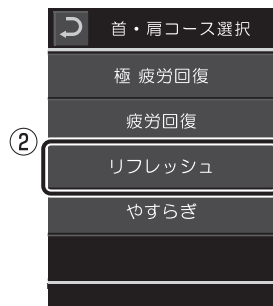 首・肩コース選択
極 疲労回復
疲労回復
②
リフレッシュ
やすらぎ